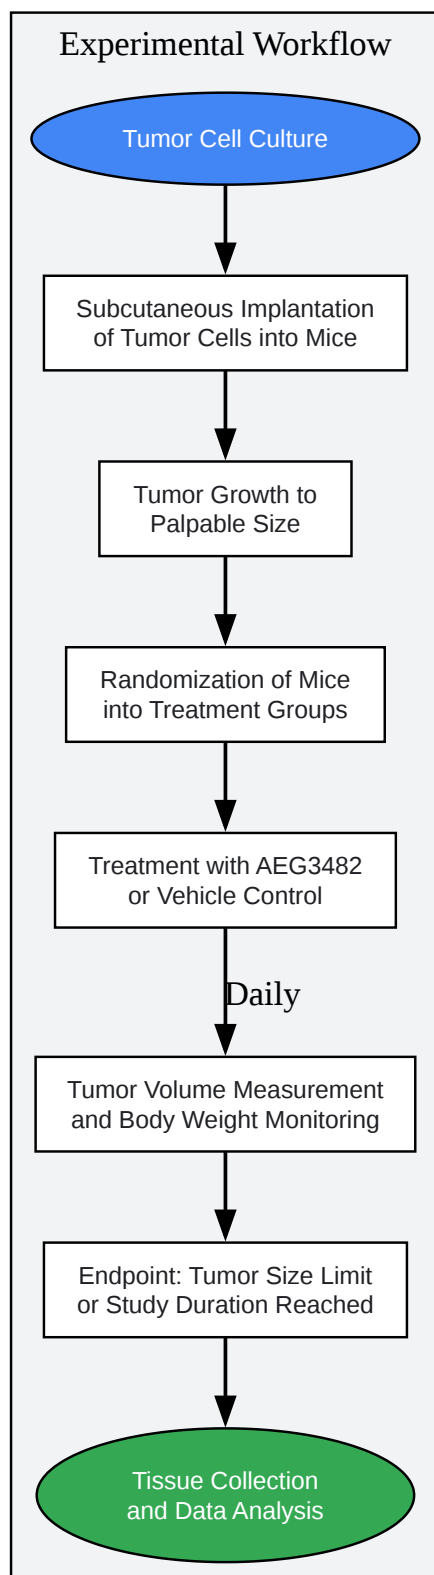 Experimental Workflow
Tumor Cell Culture
Subcutaneous Implantation
of Tumor Cells into Mice
Tumor Growth to
Palpable Size
Randomization of Mice
into Treatment Groups
Treatment with AEG3482
or Vehicle Control
Daily
Tumor Volume Measurement
and Body Weight Monitoring
Endpoint: Tumor Size Limit
or Study Duration Reached
Tissue Collection
and Data Analysis